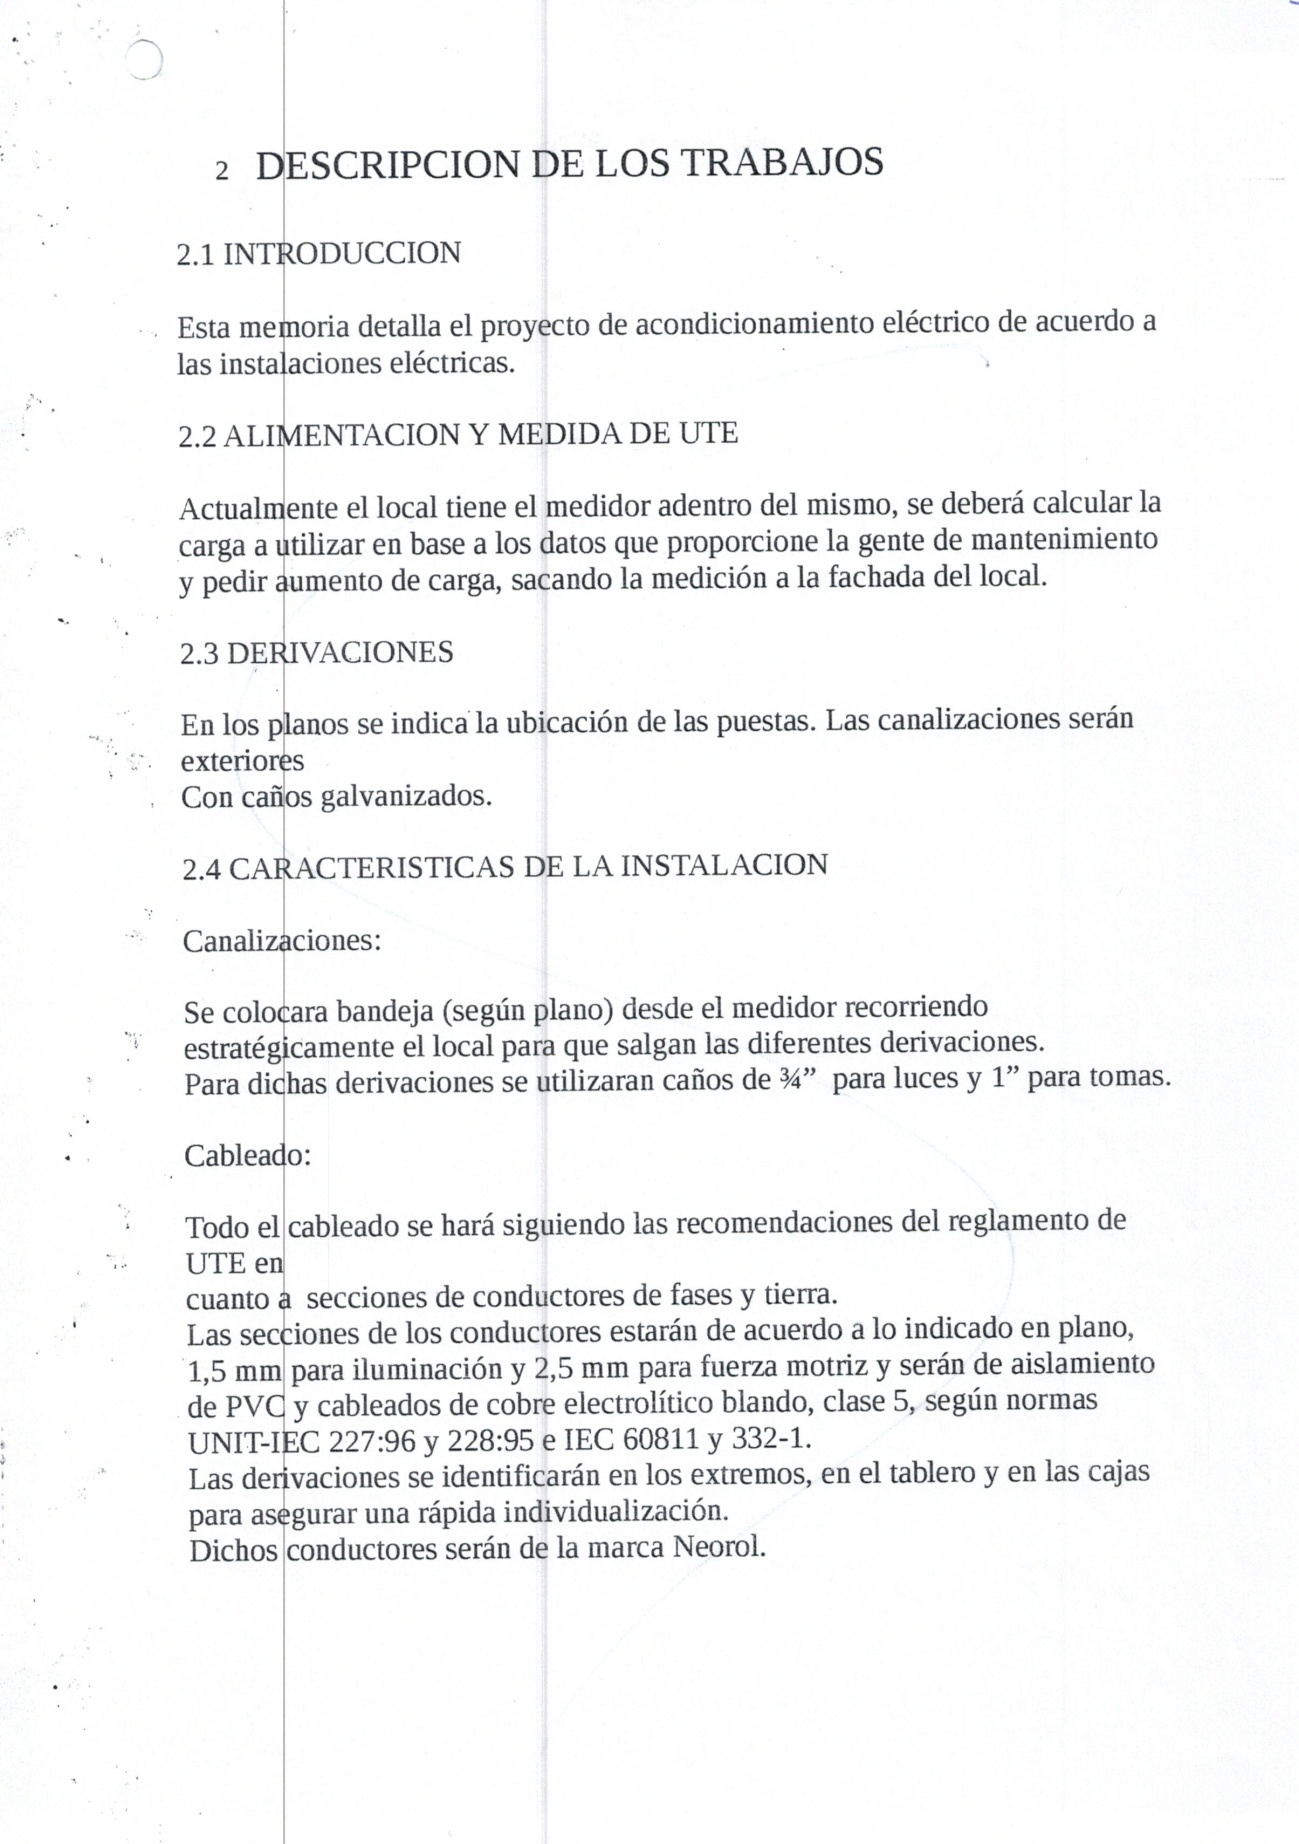 2 DESCRIPCION DE LOS TRABAJOS
2.1 INTRODUCCION
Esta memoria detalla el proyecto de acondicionamiento eléctrico de acuerdo a
las instalaciones eléctricas.
2.2 ALIMENTACION Y MEDIDA DE UTE
Actualmente el local tiene el medidor adentro del mismo, se deberá calcular la
carga a utilizar en base a los datos que proporcione la gente de mantenimiento
y pedir aumento de carga, sacando la medición a la fachada del local.
2.3 DERIVACIONES
En los planos se indica la ubicación de las puestas. Las canalizaciones serán
exteriores
Con caños galvanizados.
2.4 CARACTERISTICAS DE LA INSTALACION
Canalizaciones:
Se colocara bandeja (según plano) desde el medidor recorriendo
estratégicamente el local para que salgan las diferentes derivaciones.
Para dichas derivaciones se utilizaran caños de ¾” para luces y 1” para tomas.
Cableado:
Todo el cableado se hará siguiendo las recomendaciones del reglamento de
UTE en
cuanto a secciones de conductores de fases y tierra.
Las secciones de los conductores estarán de acuerdo a lo indicado en plano,
1,5 mm para iluminación y 2,5 mm para fuerza motriz y serán de aislamiento
de PVC y cableados de cobre electrolítico blando, clase 5, según normas
UNIT-IEC 227:96 y 228:95 e IEC 60811 y 332-1.
Las derivaciones se identificarán en los extremos, en el tablero y en las cajas
para asegurar una rápida individualización.
Dichos conductores serán de la marca Neorol.